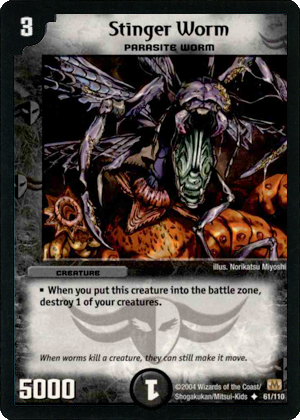 3
Stinger Worm
PARASITE WORM
illus. Norikatsu Miyoshi
CREATURE
■ When you put this creature into the battle zone,
destroy 1 of your creatures.
When worms kill a creature, they can still make it move.
5000
1
©2004 Wizards of the Coast/
Shogakukan/Mitsui-Kids ◆ 61/110
M